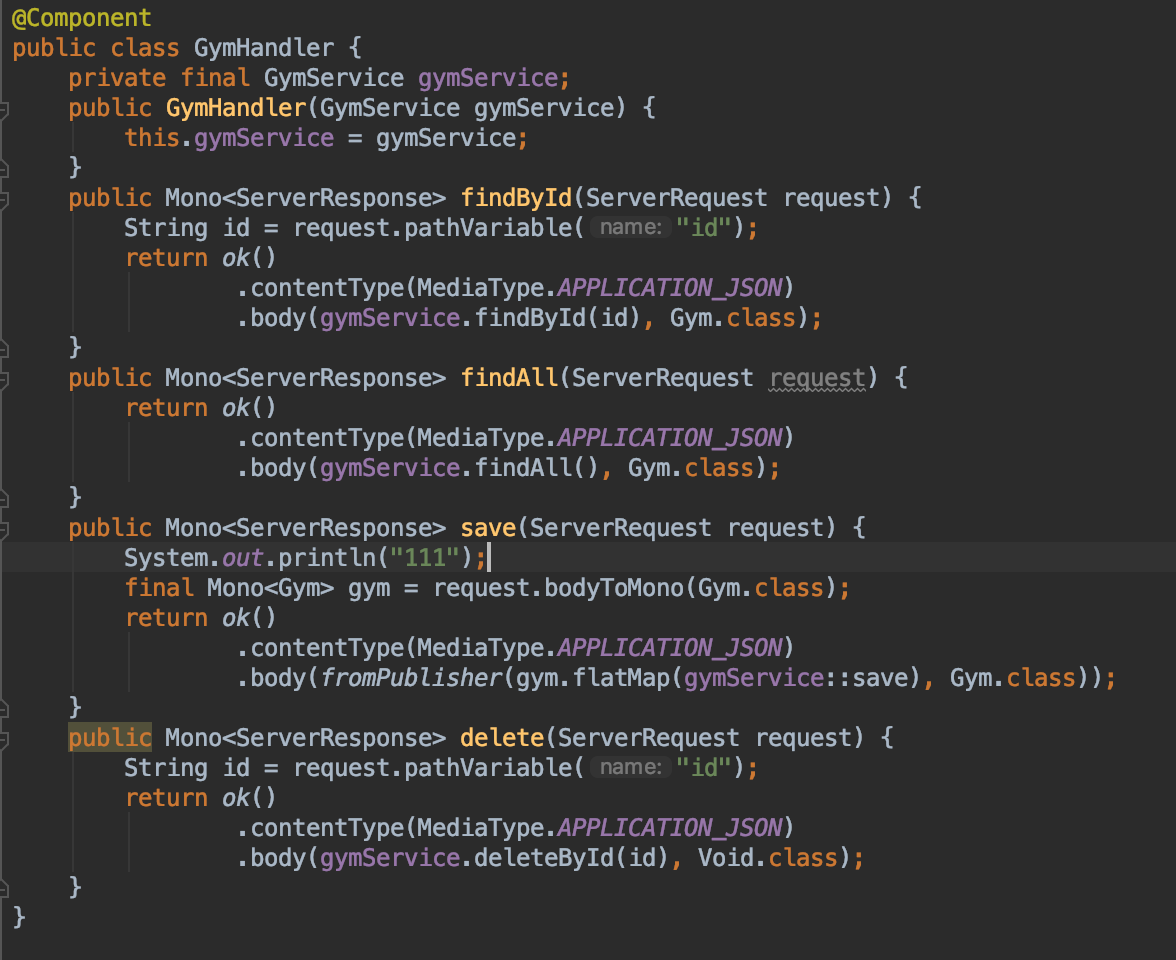 @Component
public class GymHandler {
    private final GymService gymService;
    public GymHandler(GymService gymService) {
        this.gymService = gymService;
    }
    public Mono<ServerResponse> findById(ServerRequest request) {
        String id = request.pathVariable( name: "id");
        return ok()
                .contentType(MediaType.APPLICATION_JSON)
                .body(gymService.findById(id), Gym.class);
    }
    public Mono<ServerResponse> findAll(ServerRequest request) {
        return ok()
                .contentType(MediaType.APPLICATION_JSON)
                .body(gymService.findAll(), Gym.class);
    }
    public Mono<ServerResponse> save(ServerRequest request) {
        System.out.println("111");
        final Mono<Gym> gym = request.bodyToMono(Gym.class);
        return ok()
                .contentType(MediaType.APPLICATION_JSON)
                .body(fromPublisher(gym.flatMap(gymService::save), Gym.class));
    }
    public Mono<ServerResponse> delete(ServerRequest request) {
        String id = request.pathVariable( name: "id");
        return ok()
                .contentType(MediaType.APPLICATION_JSON)
                .body(gymService.deleteById(id), Void.class);
    }
}